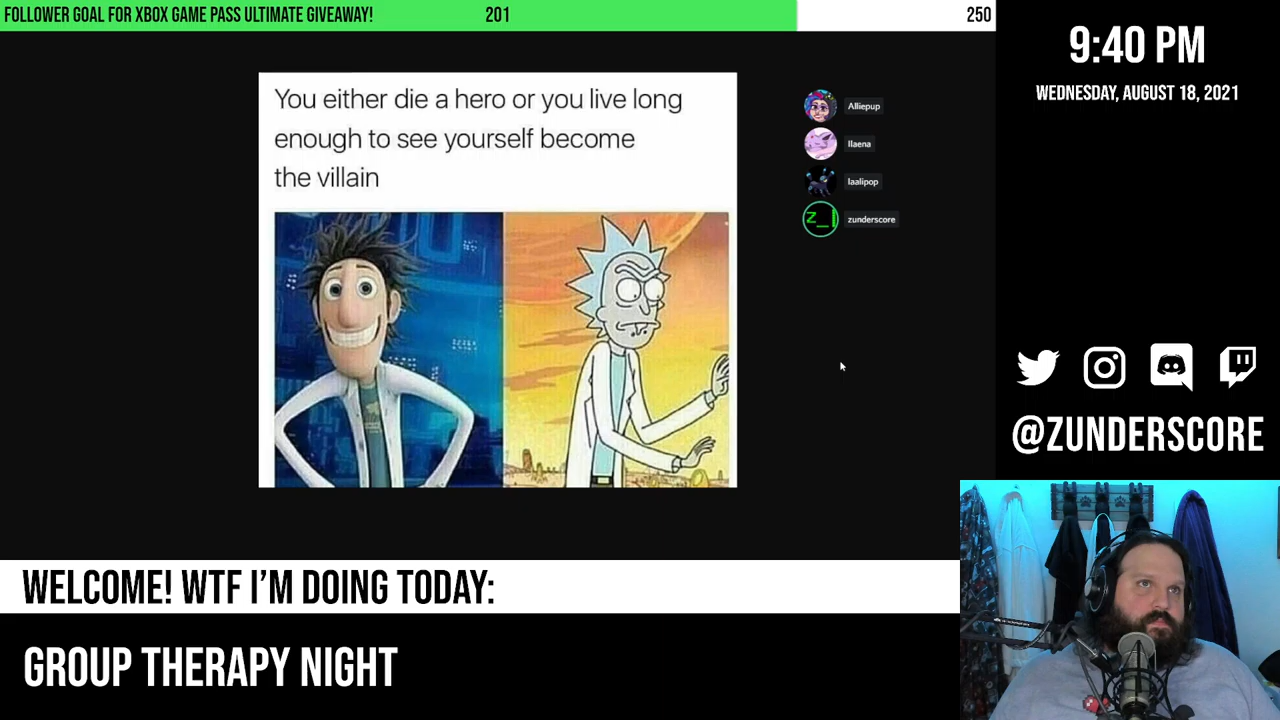 FOLLOWER GOAL FOR XBOX GAME PASS ULTIMATE GIVEAWAY! 201 250
9:40 PM
WEDNESDAY, AUGUST 18, 2021
You either die a hero or you live long
enough to see yourself become
the villain
Alliepup
Ilaena
laalipop
z_
zunderscore
@ZUNDERSCORE
WELCOME! WTF I'M DOING TODAY:
GROUP THERAPY NIGHT